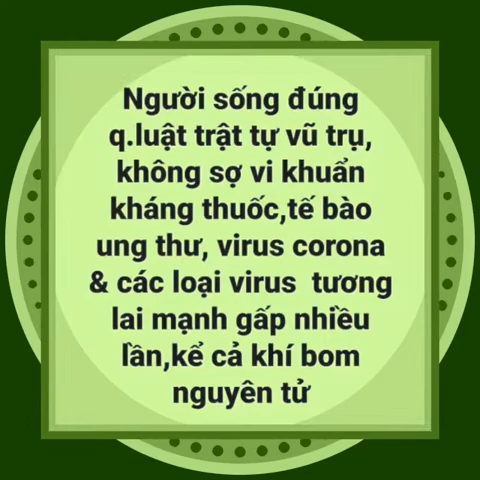 Người sống đúng
q.luật trật tự vũ trụ,
không sợ vi khuẩn
kháng thuốc,tế bào
ung thư, virus corona
& các loại virus tương
lai mạnh gấp nhiều
lần,kể cả khí bom
nguyên tử